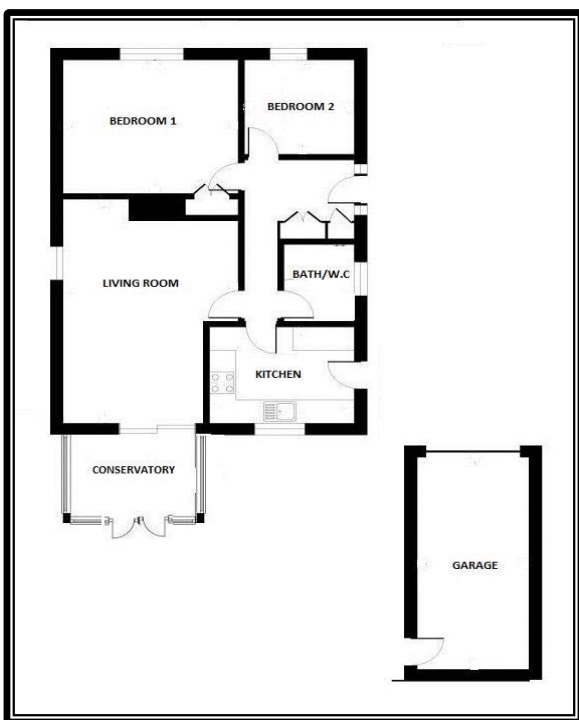 BEDROOM 1
BEDROOM 2
LIVING ROOM
BATH/W.C
KITCHEN
CONSERVATORY
GARAGE